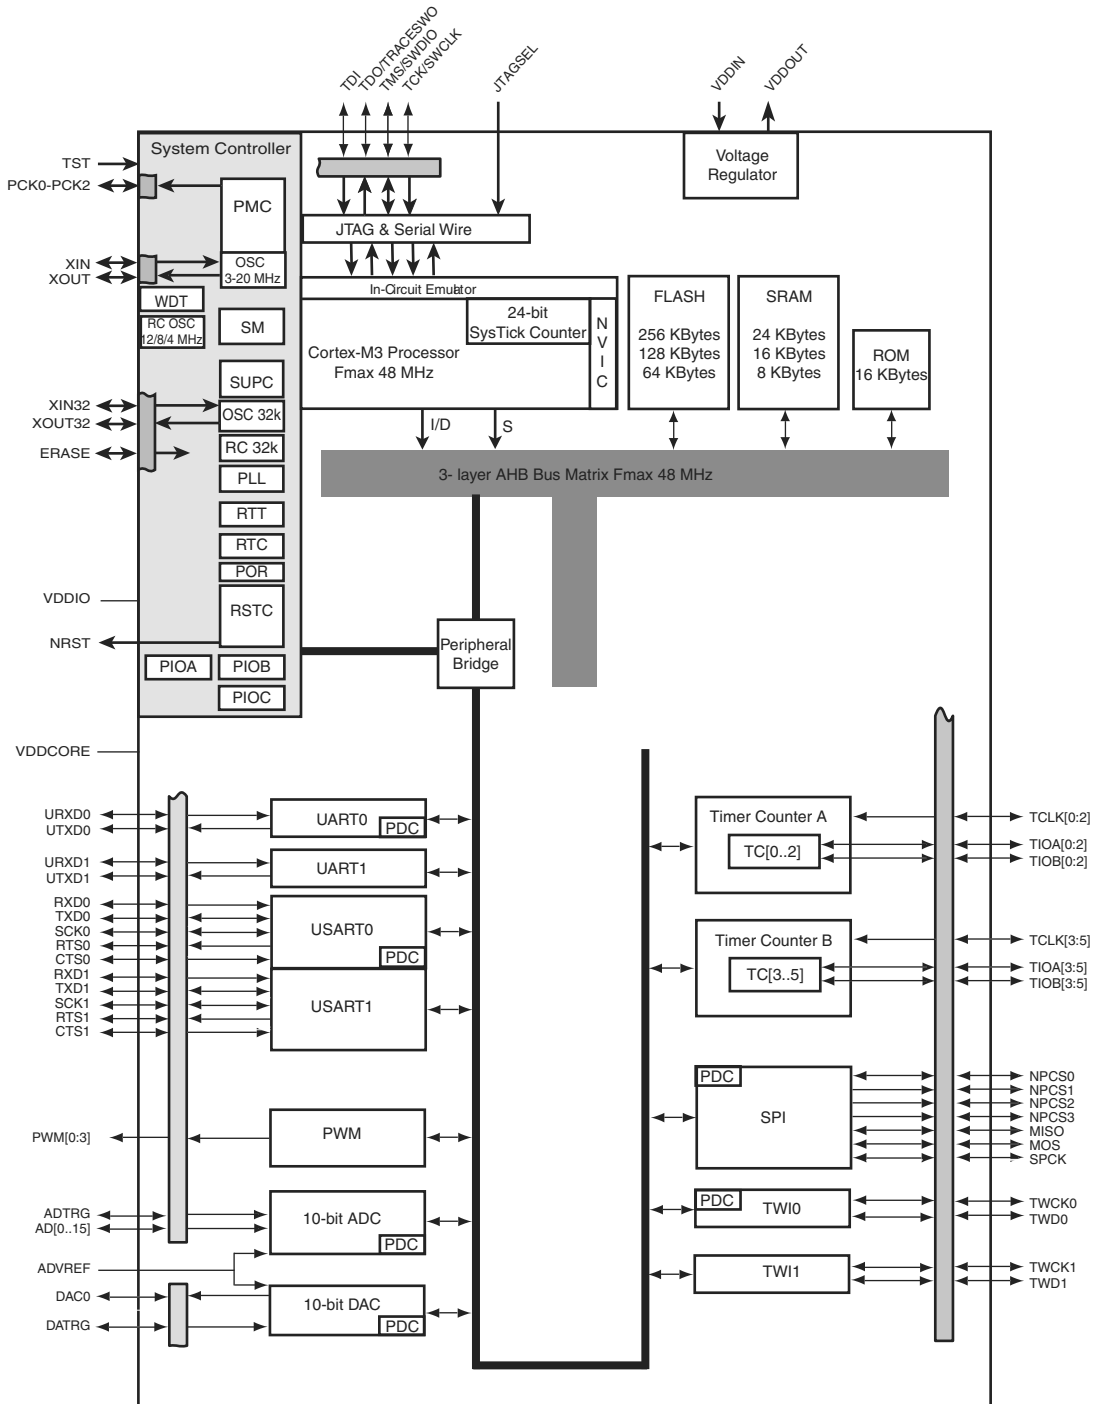 TDI
TDO/TRACESWO
TMS/SWDIO
TCK/SWCLK
JTAGSEL
VDDIN
VDDOUT
System Controller
Voltage
Regulator
TST
PCK0-PCK2
PMC
JTAG & Serial Wire
XIN
XOUT
OSC
3-20 MHz
WDT
RC OSC
12/8/4 MHz
SM
In-Circuit Emulator
24-bit
SysTick Counter
N
V
I
C
Cortex-M3 Processor
Fmax 48 MHz
FLASH
256 KBytes
128 KBytes
64 KBytes
SRAM
24 KBytes
16 KBytes
8 KBytes
ROM
16 KBytes
SUPC
XIN32
XOUT32
OSC 32k
ERASE
RC 32k
I/D
S
3- layer AHB Bus Matrix Fmax 48 MHz
PLL
RTT
RTC
POR
VDDIO
RSTC
NRST
Peripheral
Bridge
PIOA
PIOB
PIOC
VDDCORE
URXD0
UTXD0
UART0
PDC
URXD1
UTXD1
UART1
RXD0
TXD0
SCK0
RTS0
CTS0
USART0
PDC
RXD1
TXD1
SCK1
RTS1
CTS1
USART1
PWM[0:3]
PWM
ADTRG
AD[0..15]
10-bit ADC
PDC
ADVREF
DAC0
DATRG
10-bit DAC
PDC
Timer Counter A
TC[0..2]
TCLK[0:2]
TIOA[0:2]
TIOB[0:2]
Timer Counter B
TC[3..5]
TCLK[3:5]
TIOA[3:5]
TIOB[3:5]
PDC
SPI
NPCS0
NPCS1
NPCS2
NPCS3
MISO
MOS
SPCK
PDC
TWI0
TWCK0
TWD0
TWI1
TWCK1
TWD1